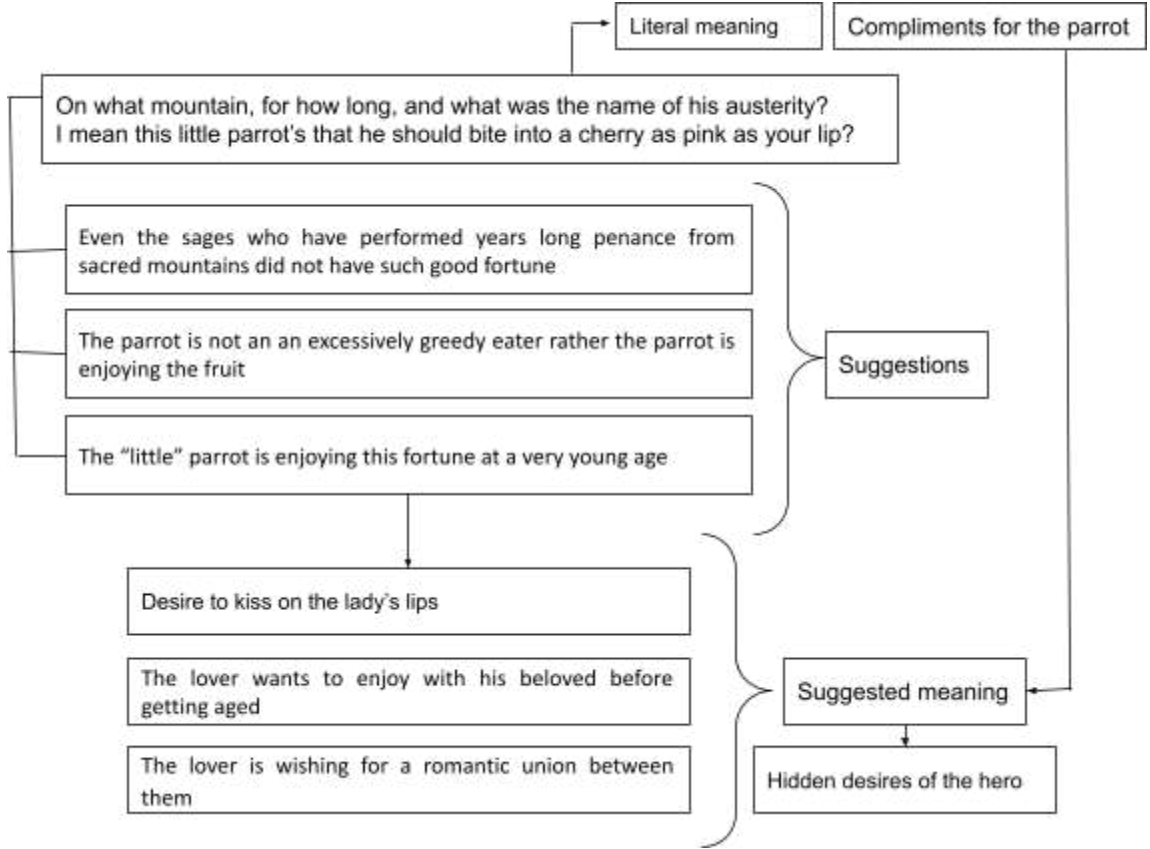 Literal meaning
Compliments for the parrot
On what mountain, for how long, and what was the name of his austerity?
I mean this little parrot's that he should bite into a cherry as pink as your lip?
Even the sages who have performed years long penance from
sacred mountains did not have such good fortune
The parrot is not an an excessively greedy eater rather the parrot is
enjoying the fruit
Suggestions
The “little” parrot is enjoying this fortune at a very young age
Desire to kiss on the lady's lips
The lover wants to enjoy with his beloved before
getting aged
Suggested meaning
The lover is wishing for a romantic union between
them
Hidden desires of the hero